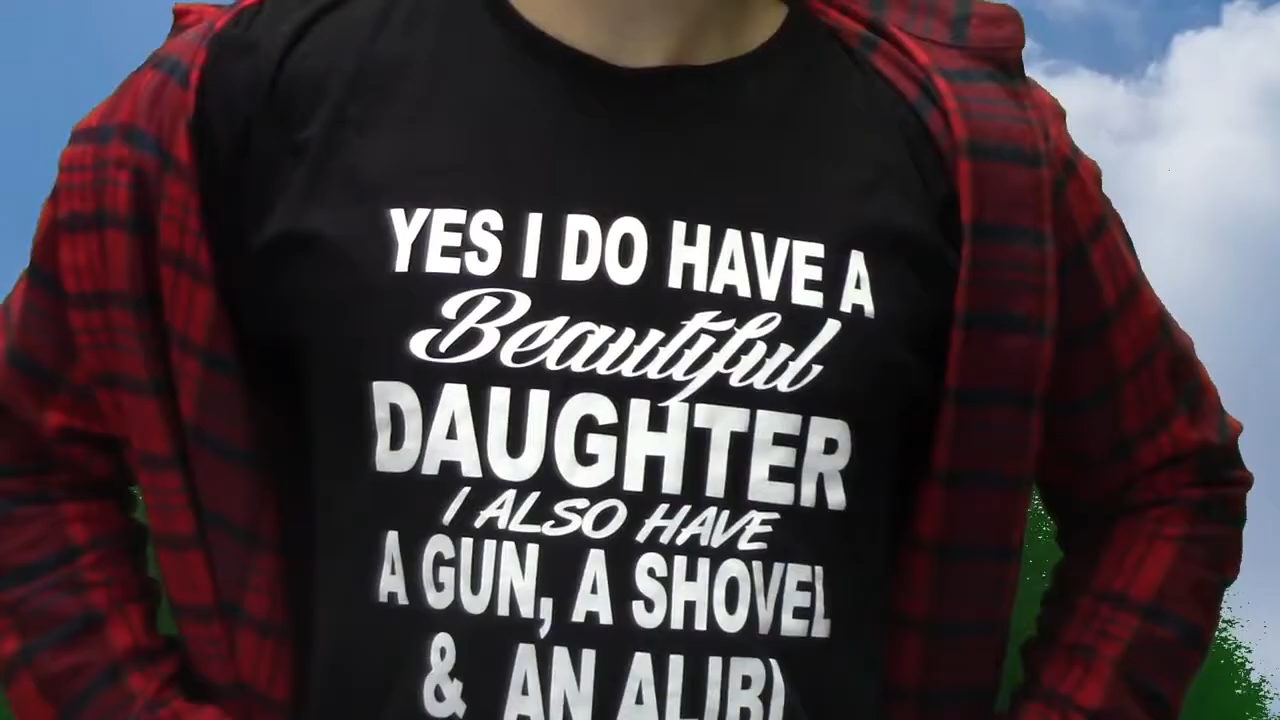 YES I DO HAVE A
Beautiful
DAUGHTER
I ALSO HAVE
A GUN, A SHOVEL
& AN ALIBI